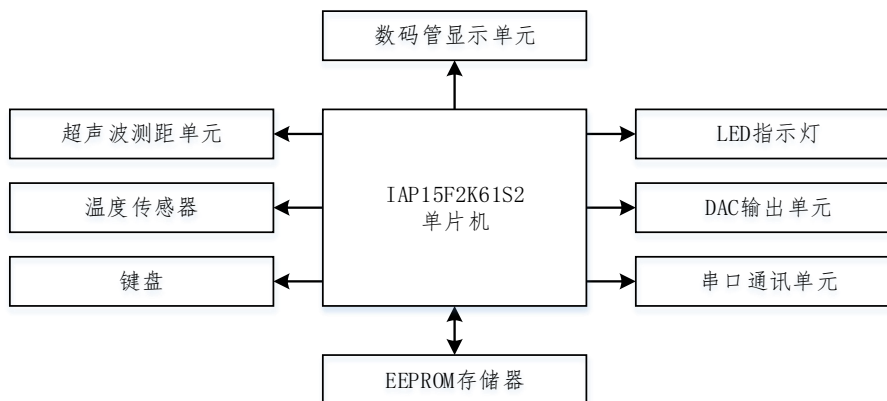 数码管显示单元
超声波测距单元
LED指示灯
IAP15F2K61S2
单片机
温度传感器
DAC输出单元
键盘
串口通讯单元
EEPROM存储器